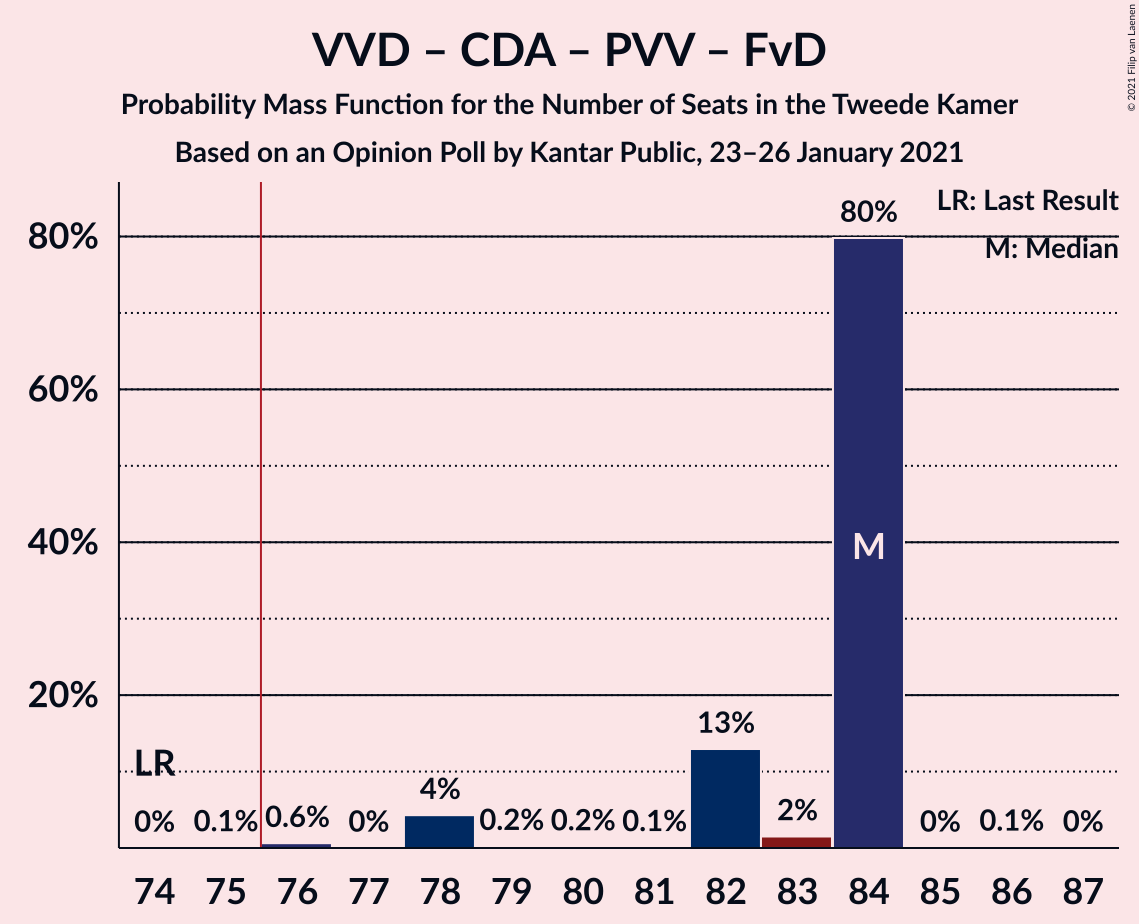 VVD – CDA – PVV – FvD
Probability Mass Function for the Number of Seats in the Tweede Kamer
Based on an Opinion Poll by Kantar Public, 23–26 January 2021
© 2021 Filip van Laenen
LR: Last Result
M: Median
80%
60%
40%
20%
LR
M
0% 0.1% 0.6% 0% 4% 0.2% 0.2% 0.1% 13% 2% 80% 0% 0.1% 0%
74 75 76 77 78 79 80 81 82 83 84 85 86 87